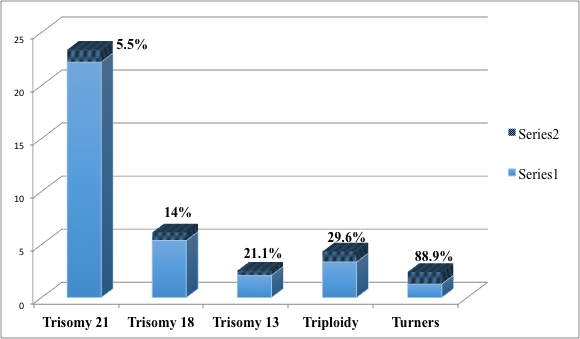 25
20
15
10
5
0
5.5%
14%
21.1%
29.6%
88.9%
Trisomy 21
Trisomy 18
Trisomy 13
Triploidy
Turners
Series2
Series1